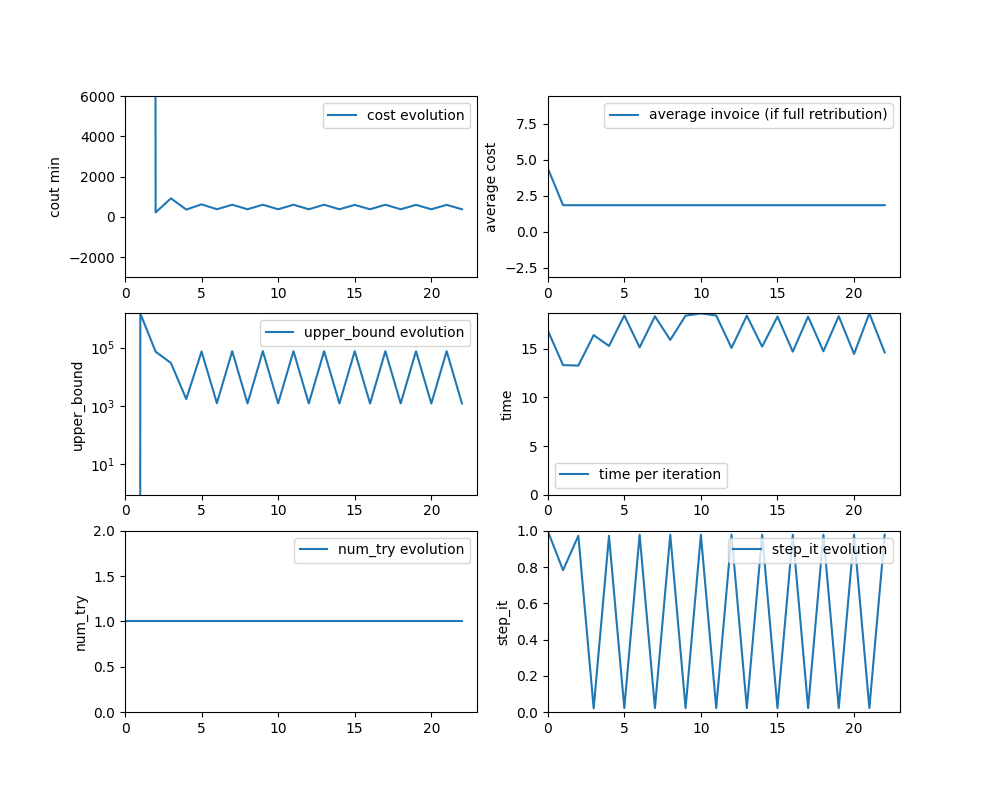 6000
4000
2000
0
−2000
cout min
cost evolution
0 5 10 15 20
7.5
5.0
2.5
0.0
−2.5
average cost
average invoice (if full retribution)
0 5 10 15 20
10^5
10^3
10^1
upper_bound
upper_bound evolution
0 5 10 15 20
15
10
5
0
time
time per iteration
0 5 10 15 20
2.0
1.5
1.0
0.5
0.0
num_try
num_try evolution
0 5 10 15 20
1.0
0.8
0.6
0.4
0.2
0.0
step_it
step_it evolution
0 5 10 15 20